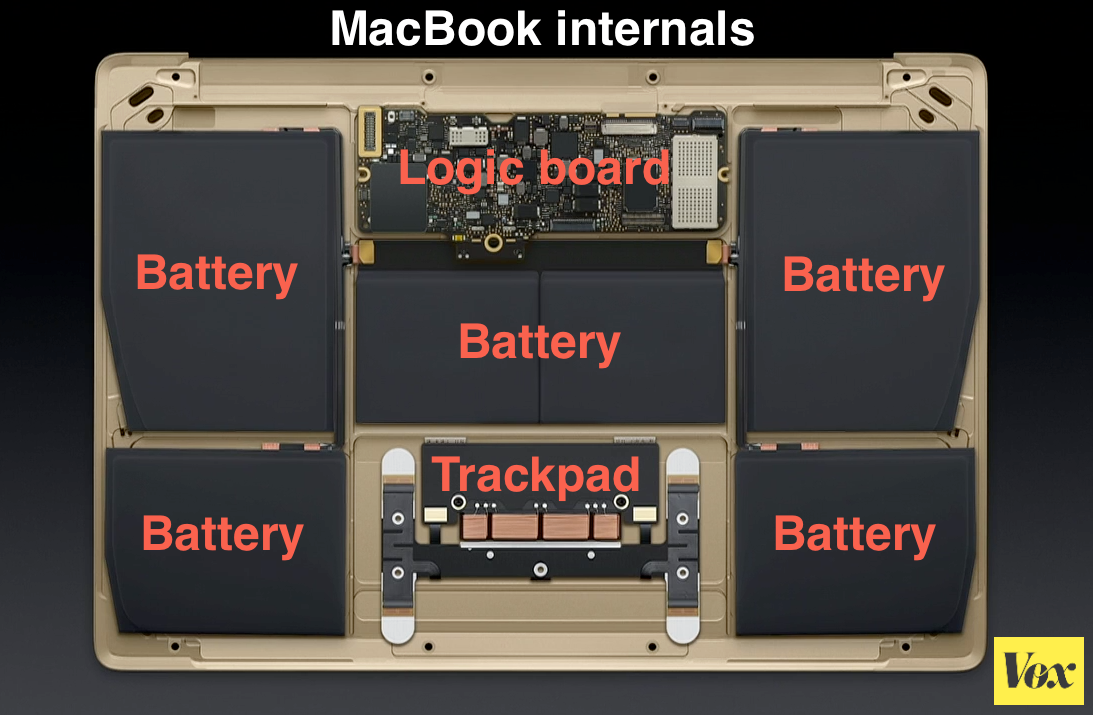 MacBook internals
Logic board
Battery
Battery
Battery
Trackpad
Battery
Battery
Vox